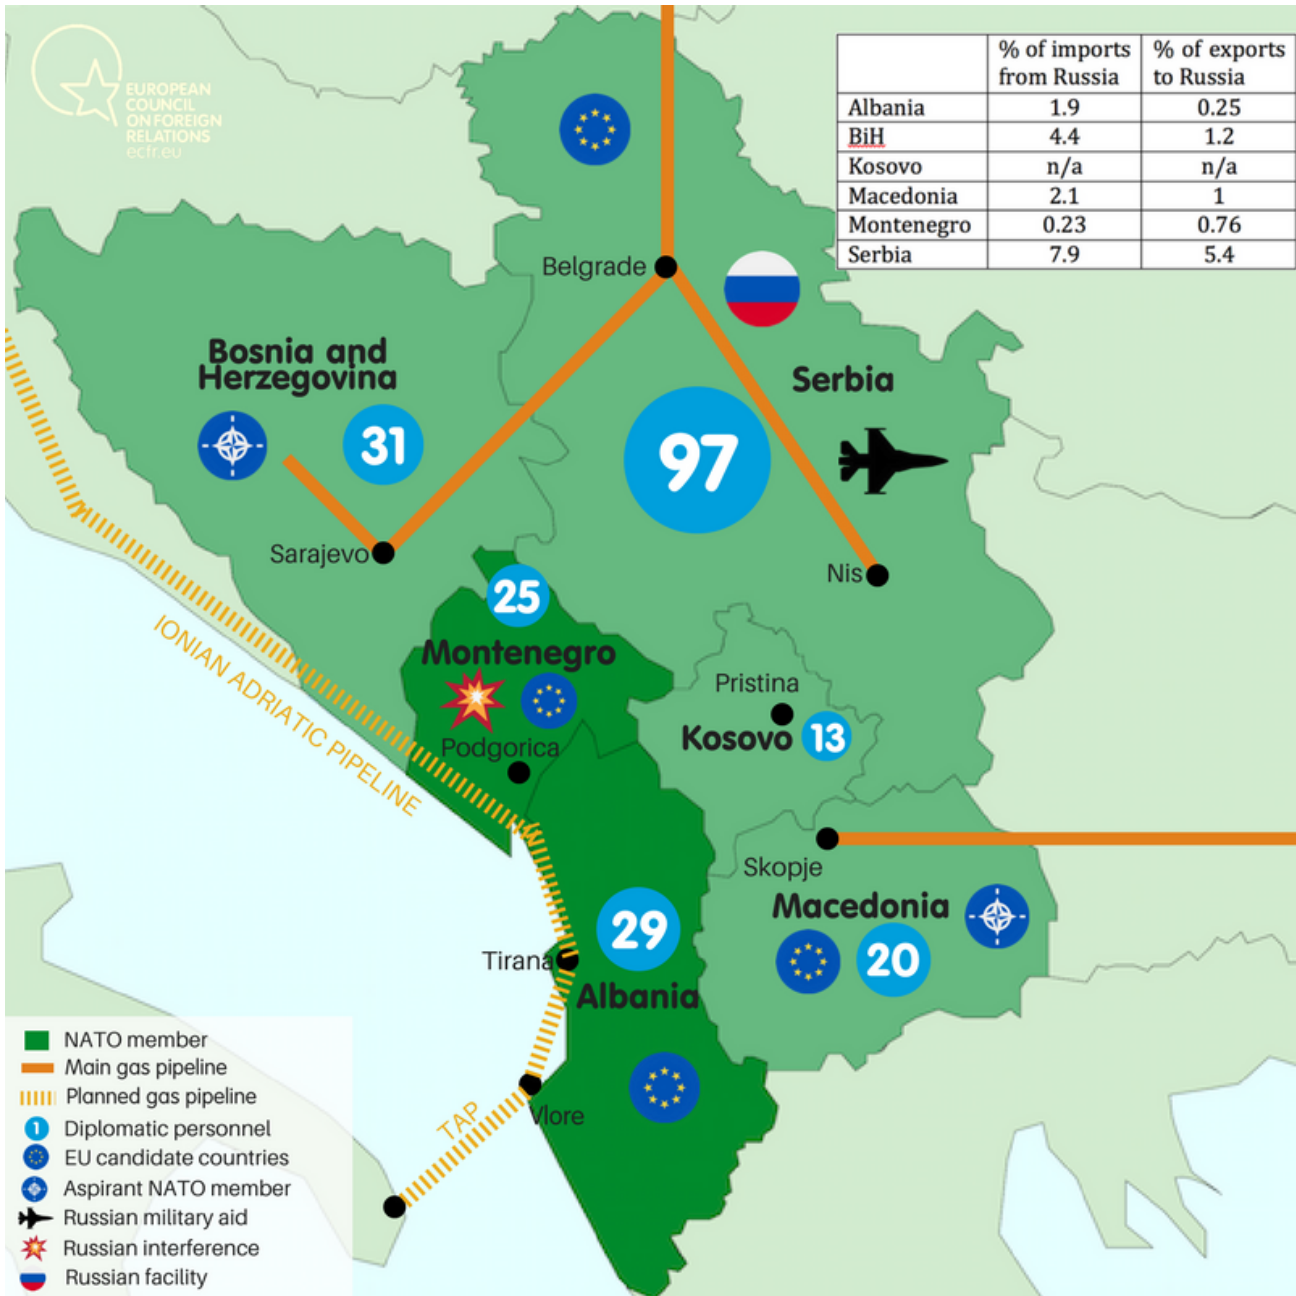 EUROPEAN
COUNCIL
ON FOREIGN
RELATIONS
ecfr.eu
% of imports from Russia % of exports to Russia
Albania 1.9 0.25
BiH 4.4 1.2
Kosovo n/a n/a
Macedonia 2.1 1
Montenegro 0.23 0.76
Serbia 7.9 5.4
Belgrade
Bosnia and
Herzegovina
31
Serbia
97
Sarajevo
Nis
25
Montenegro
Pristina
Kosovo 13
Podgorica
IONIAN ADRIATIC PIPELINE
Skopje
Macedonia
20
29
Tirana
Albania
Vlore
TAP
NATO member
Main gas pipeline
Planned gas pipeline
1 Diplomatic personnel
EU candidate countries
Aspirant NATO member
Russian military aid
Russian interference
Russian facility